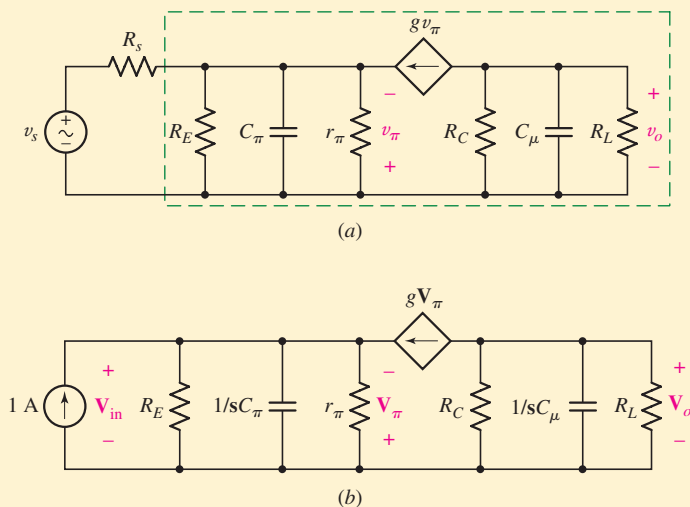 gv_π
R_s
v_s
+
−
R_E
C_π
r_π
−
v_π
+
R_C
C_μ
R_L
+
v_o
−
(a)
gV_π
1 A
+
V_in
−
R_E
1/sC_π
r_π
−
V_π
+
R_C
1/sC_μ
R_L
+
V_o
−
(b)